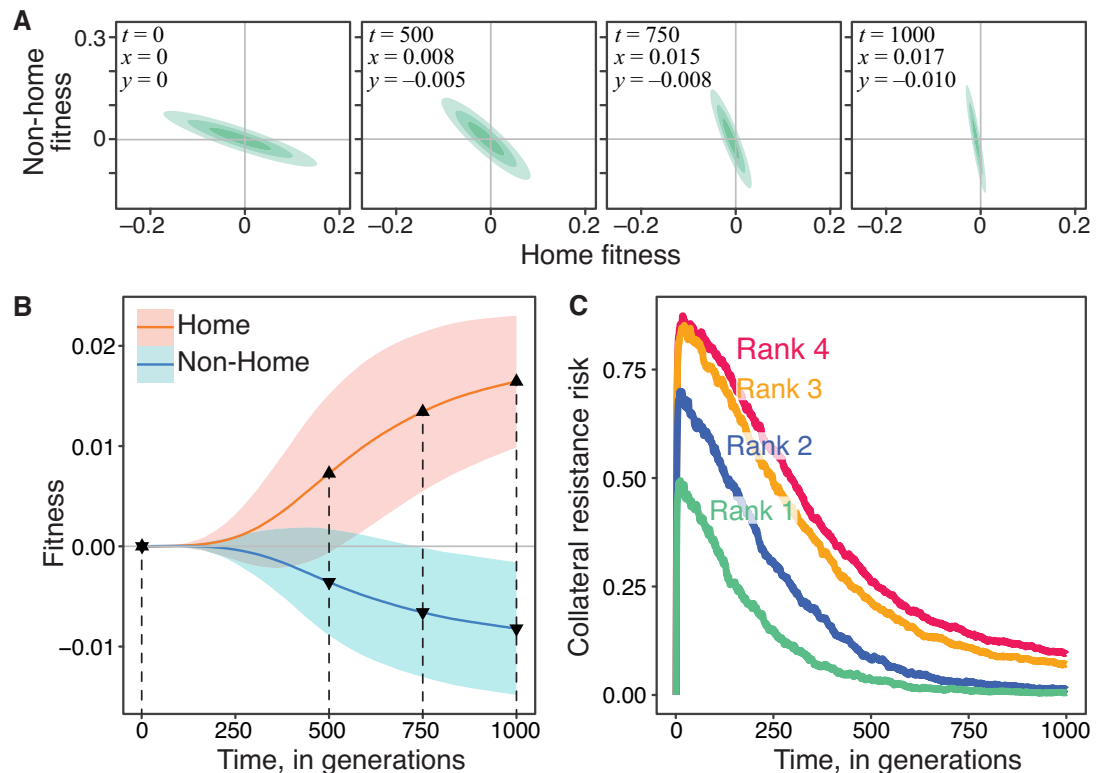 A
Non-home
fitness
0.3
0
t = 0
x = 0
y = 0
t = 500
x = 0.008
y = −0.005
t = 750
x = 0.015
y = −0.008
t = 1000
x = 0.017
y = −0.010
−0.2 0 0.2
−0.2 0 0.2
−0.2 0 0.2
−0.2 0 0.2
Home fitness
B
Home
Non-Home
Fitness
0.02
0.01
0.00
−0.01
0 250 500 750 1000
Time, in generations
C
Rank 4
Rank 3
Rank 2
Rank 1
Collateral resistance risk
0.75
0.50
0.25
0.00
0 250 500 750 1000
Time, in generations